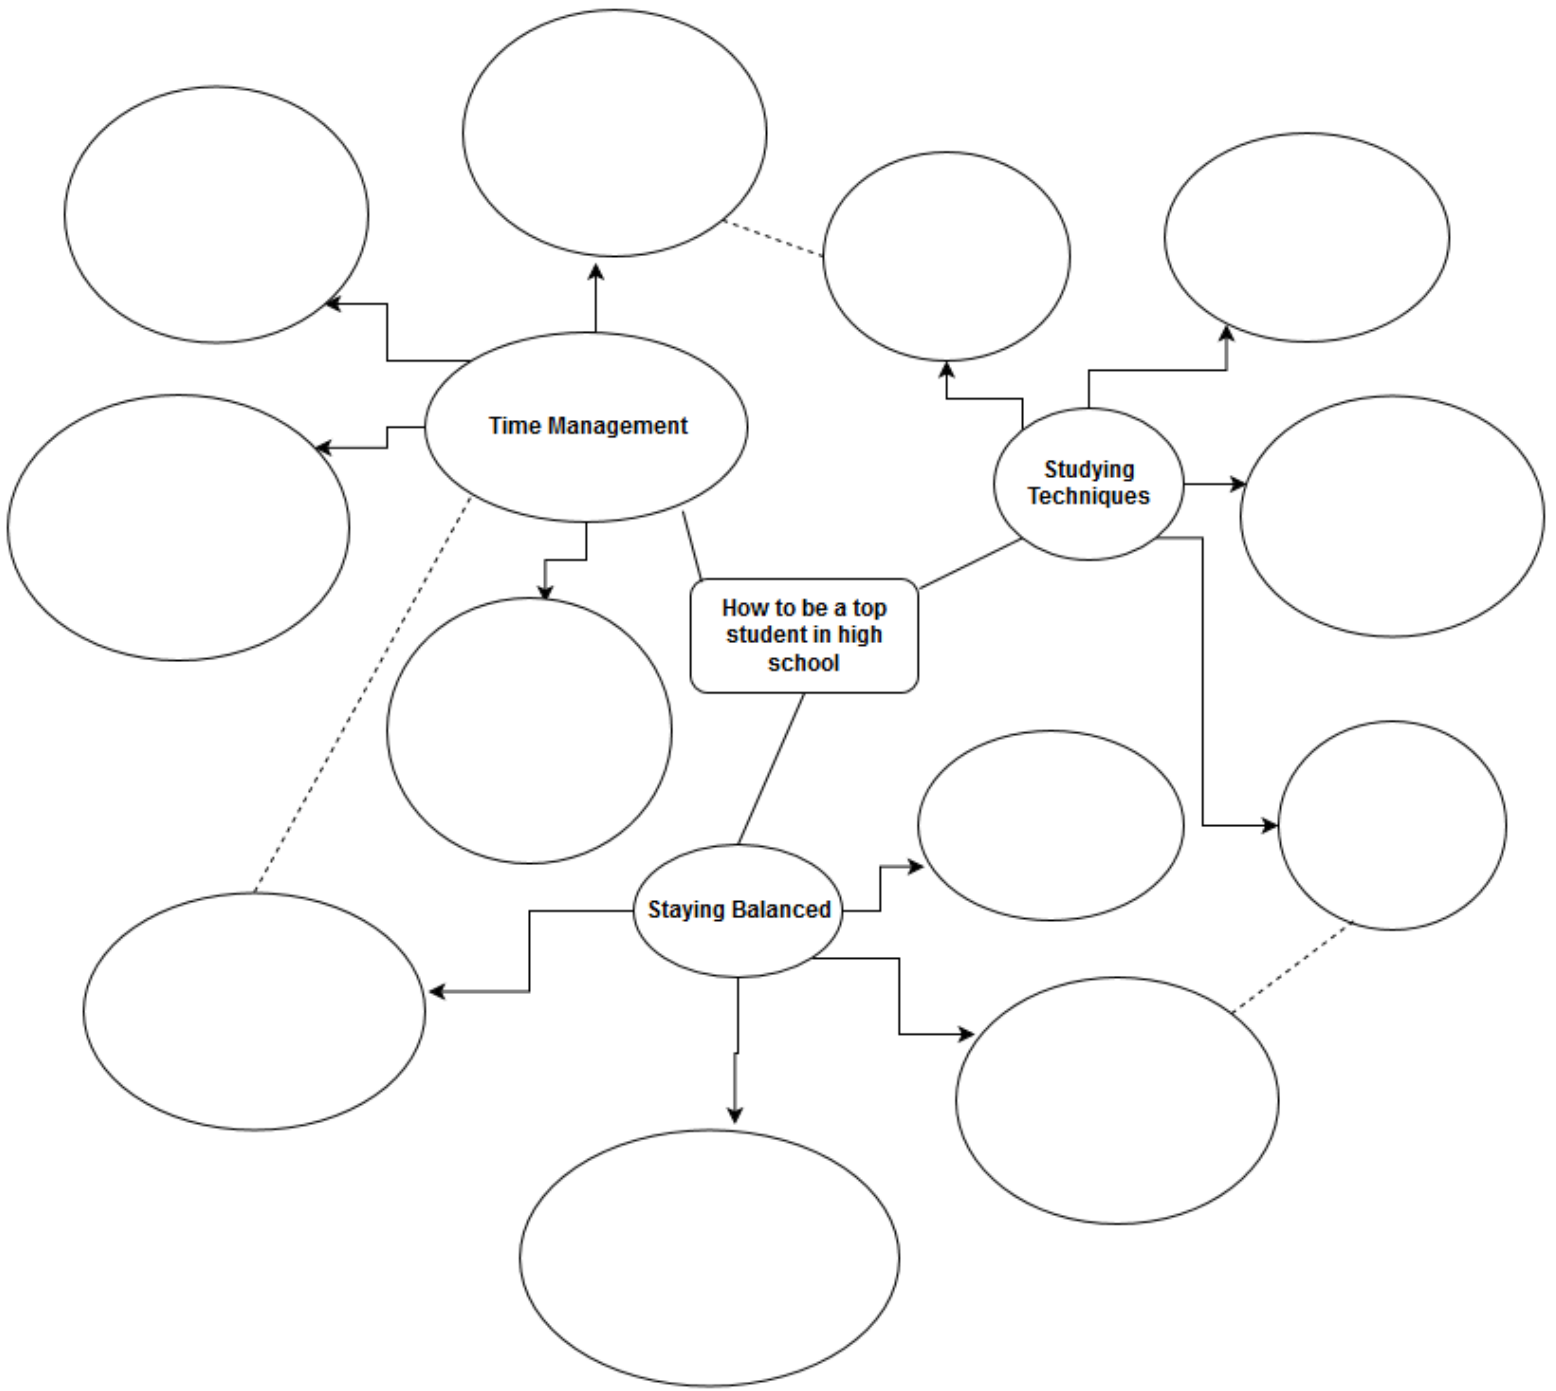 Time Management
Studying
Techniques
How to be a top
student in high
school
Staying Balanced